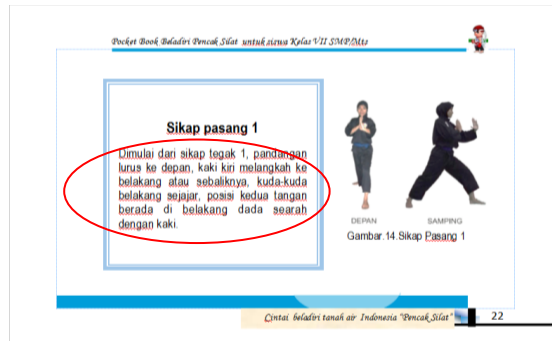 Pocket Book Beladiri Pencak Silat untuk siswa Kelas VII SMP/Mts
Sikap pasang 1
Dimulai dari sikap tegak 1, pandangan
lurus ke depan, kaki kiri melangkah ke
belakang atau sebaliknya, kuda-kuda
belakang sejajar, posisi kedua tangan
berada di belakang dada searah
dengan kaki.
DEPAN
SAMPING
Gambar.14.Sikap Pasang 1
Cintai beladiri tanah air Indonesia "Pencak Silat"
22